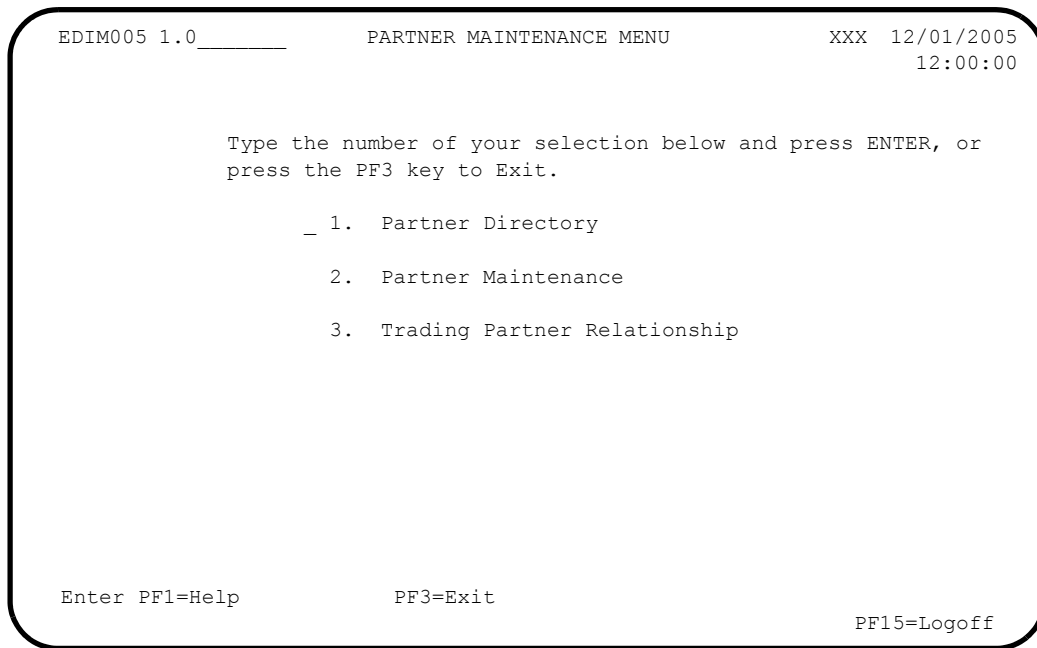 EDIM005 1.0_______ PARTNER MAINTENANCE MENU XXX 12/01/2005
12:00:00
Type the number of your selection below and press ENTER, or
press the PF3 key to Exit.
_ 1. Partner Directory
2. Partner Maintenance
3. Trading Partner Relationship
Enter PF1=Help PF3=Exit
PF15=Logoff